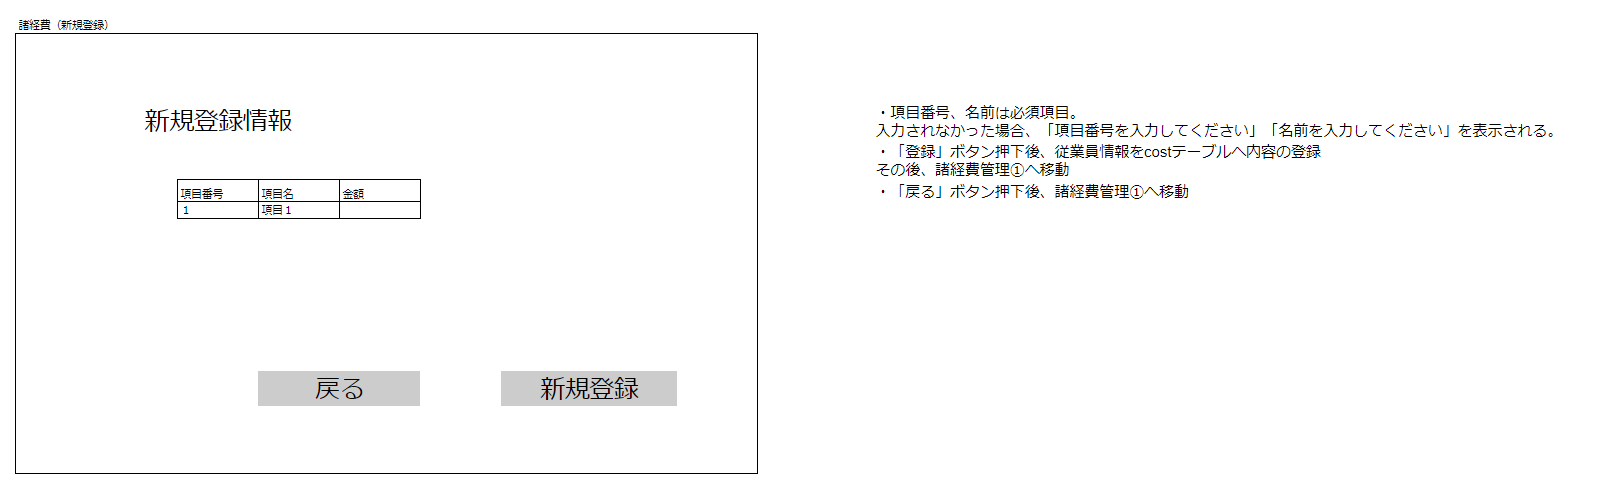 諸経費（新規登録）
新規登録情報
項目番号 項目名 金額
1 項目１
戻る 新規登録
・項目番号、名前は必須項目。
入力されなかった場合、「項目番号を入力してください」「名前を入力してください」を表示される。
・「登録」ボタン押下後、従業員情報をcostテーブルへ内容の登録
その後、諸経費管理①へ移動
・「戻る」ボタン押下後、諸経費管理①へ移動